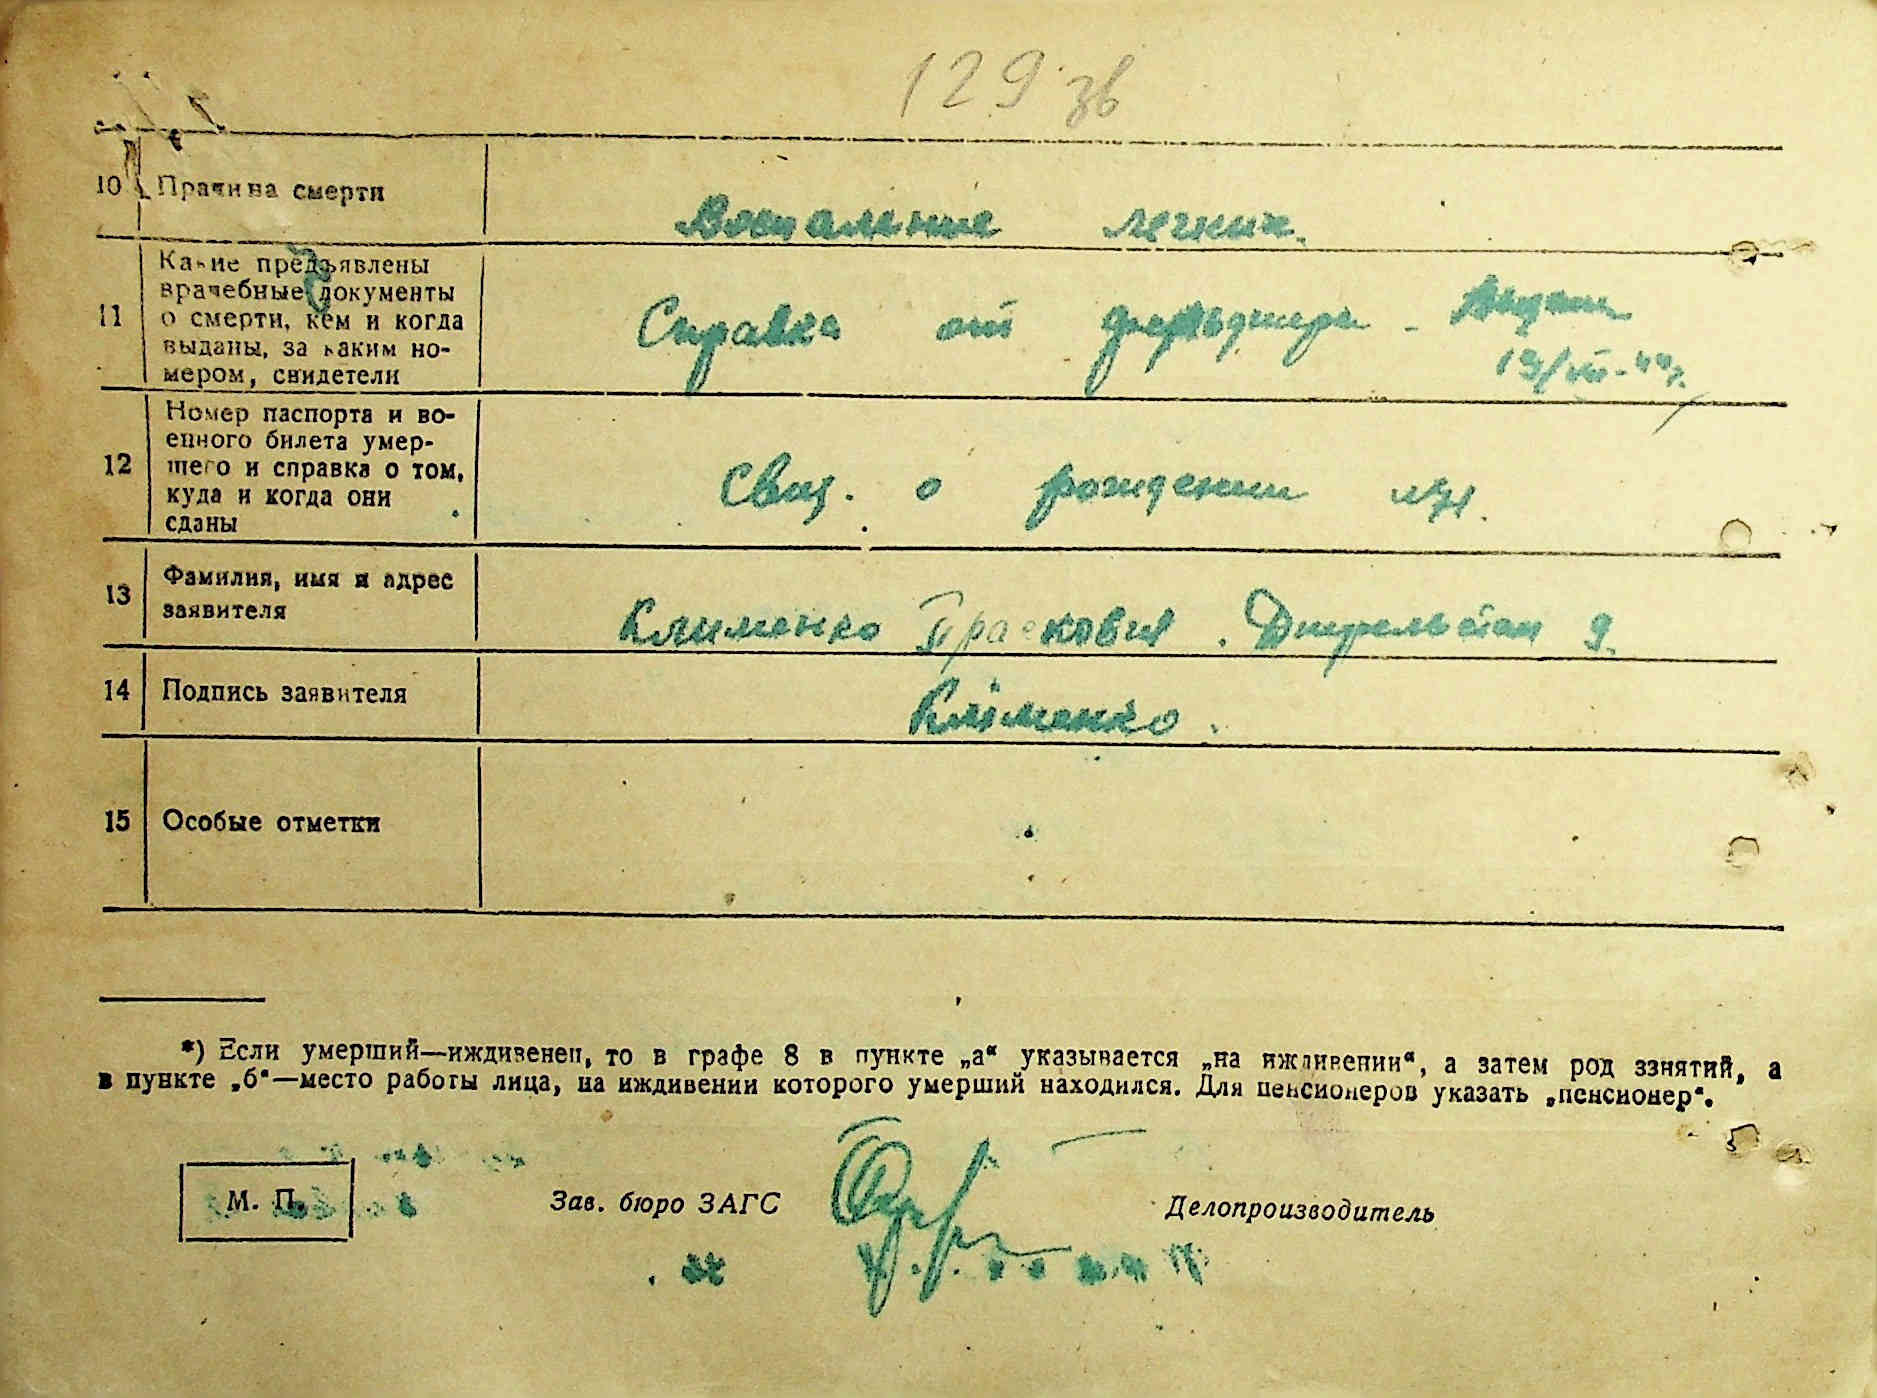 129 зв
10 Причина смерти Воспаление легких.
11 Какие предъявлены
врачебные документы
о смерти, кем и когда
выданы, за каким но-
мером, свидетели
Справка от
12 Номер паспорта и во-
енного билета умер-
шего и справка о том,
куда и когда они
сданы
Свид. о рождении
13 Фамилия, имя и адрес
заявителя
Клименко Прасковия. 9.
14 Подпись заявителя Клименко.
15 Особые отметки
*) Если умерший—иждивенец, то в графе 8 в пункте „а“ указывается „на иждивении“, а затем род занятий, а
в пункте „б“—место работы лица, на иждивении которого умерший находился. Для пенсионеров указать „пенсионер“.
М. П. Зав. бюро ЗАГС Делопроизводитель